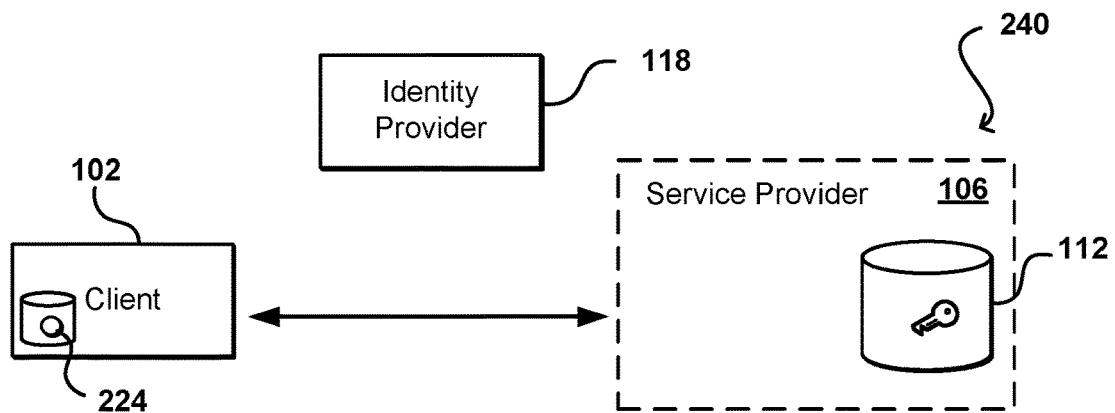 240
118
Identity
Provider
102
Service Provider
106
112
Client
224